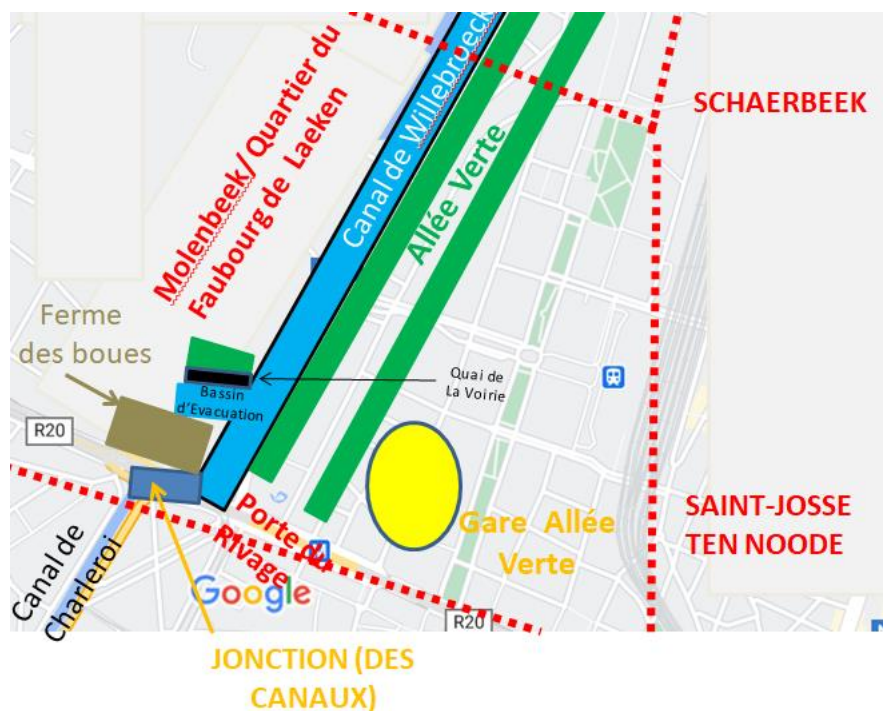 Canal de Willebroeck
SCHAERBEEK
Molenbeek/ Quartier du
Faubourg de Laeken
Allée Verte
Ferme
des boues
Quai de
La Voirie
Bassin
d'Evacuation
R20
Gare Allée
Verte
SAINT-JOSSE
TEN NOODE
Porte du
Rivage
Canal de
Charleroi
Google
R20
JONCTION (DES
CANAUX)